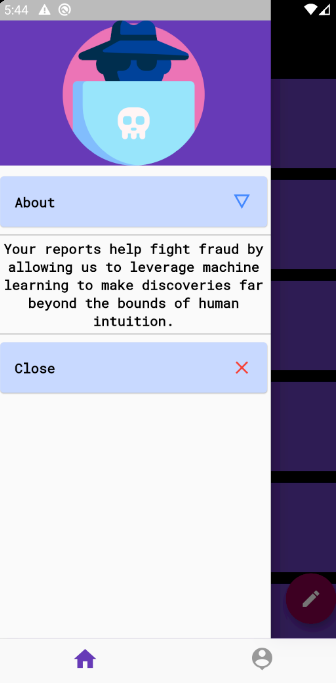 5:44
About
Your reports help fight fraud by
allowing us to leverage machine
learning to make discoveries far
beyond the bounds of human
intuition.
Close